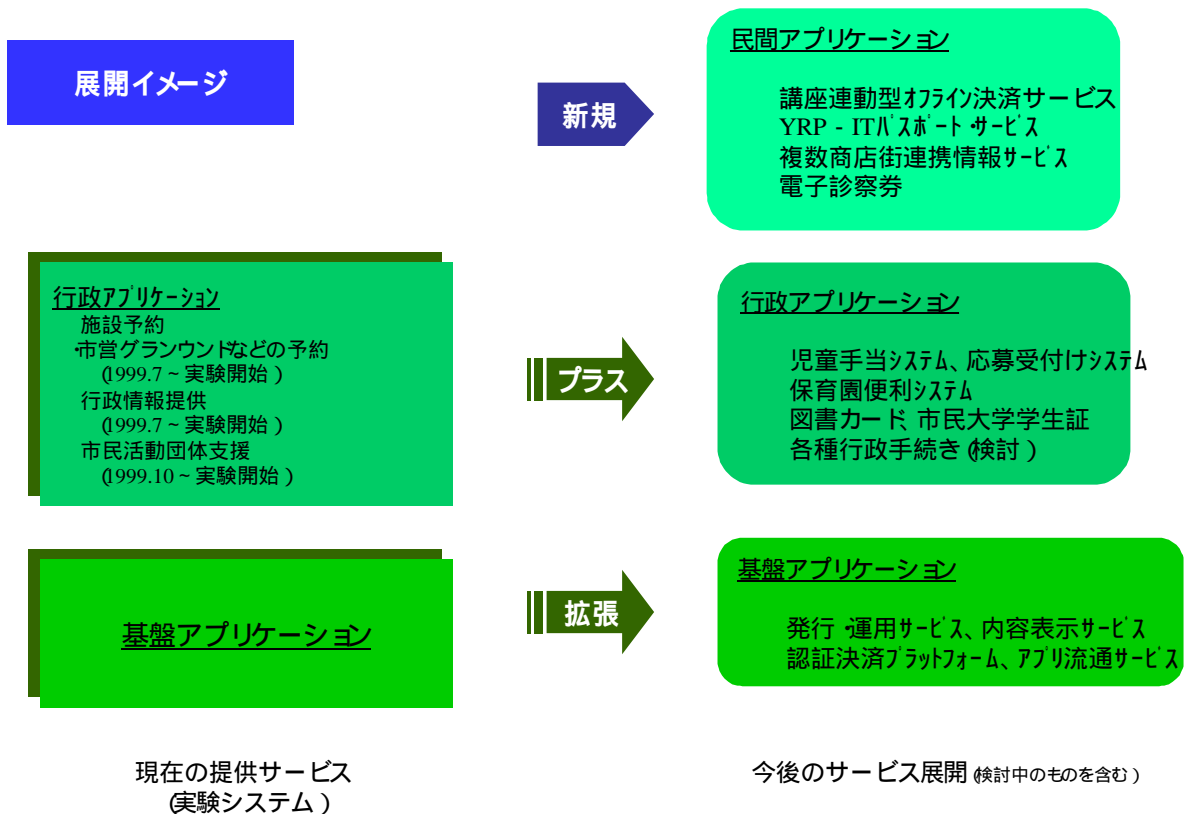 展開イメージ
新規
民間アプリケーション
講座連動型ｵﾌﾗｲﾝ決済サービス
YRP - ITﾊﾟｽﾎﾟｰﾄ･ｻｰﾋﾞｽ
複数商店街連携情報ｻｰﾋﾞｽ
電子診察券
行政ｱﾌﾟﾘｹｰｼｮﾝ
施設予約
・市営グランウンドなどの予約
(1999.7～実験開始)
行政情報提供
(1999.7～実験開始)
市民活動団体支援
(1999.10～実験開始)
プラス
行政アプリケーション
児童手当ｼｽﾃﾑ、応募受付けｼｽﾃﾑ
保育園便利ｼｽﾃﾑ
図書カード、市民大学学生証
各種行政手続き(検討)
基盤アプリケーション
拡張
基盤アプリケーション
発行・運用ｻｰﾋﾞｽ、内容表示ｻｰﾋﾞｽ
認証決済ﾌﾟﾗｯﾄﾌｫｰﾑ、ｱﾌﾟﾘ流通ｻｰﾋﾞｽ
現在の提供サービス
(実験システム)
今後のサービス展開(検討中のものを含む)